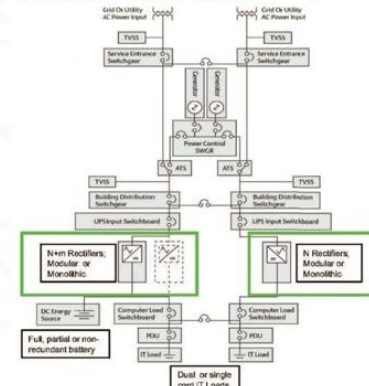 Grid Or Utility
AC Power Input
Grid Or Utility
AC Power Input
TVSS
TVSS
Service Entrance
Switchgear
Service Entrance
Switchgear
Generator
Generator
Power Control
SWGR
ATS
ATS
TVSS
TVSS
Building Distribution
Switchgear
Building Distribution
Switchgear
UPS Input Switchboard
UPS Input Switchboard
N+m Rectifiers;
Modular or
Monolithic
N Rectifiers;
Modular or
Monolithic
DC Energy
Source
Computer Load
Switchboard
Computer Load
Switchboard
Full, partial or non-
redundant battery
PDU
PDU
IT Load
IT Load
Dual or single
cord IT Loads